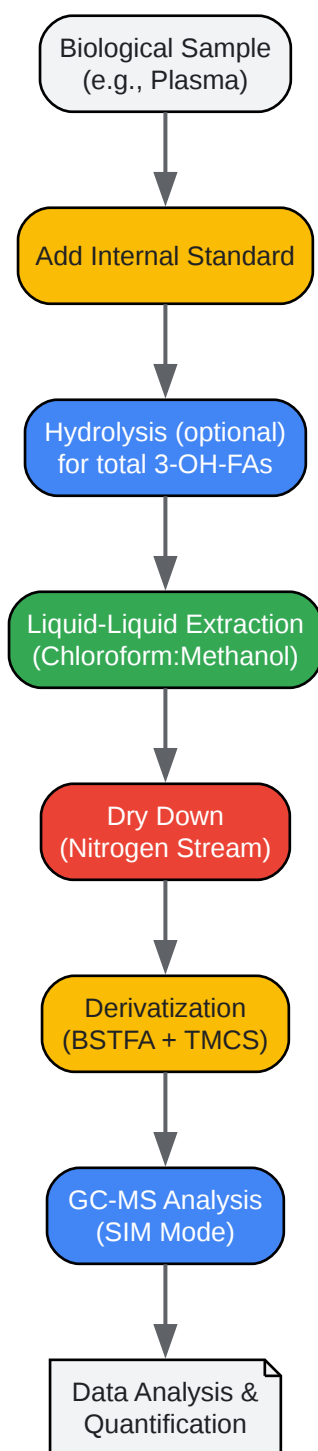 Biological Sample
(e.g., Plasma)
Add Internal Standard
Hydrolysis (optional)
for total 3-OH-FAs
Liquid-Liquid Extraction
(Chloroform:Methanol)
Dry Down
(Nitrogen Stream)
Derivatization
(BSTFA + TMCS)
GC-MS Analysis
(SIM Mode)
Data Analysis &
Quantification